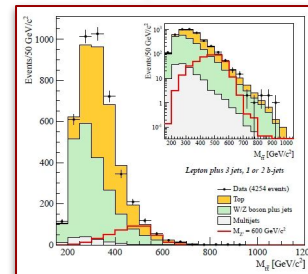 Events/50 GeV/c²
1000
800
600
400
200
0
200 400 600 800 1000 1200
M_tt̄ [GeV/c²]
Events/50 GeV/c²
10³
10²
10
1
10⁻¹
200 300 400 500 600 700 800 900 1000
M_tt̄ [GeV/c²]
Lepton plus 3 jets, 1 or 2 b-jets
Data (4254 events)
Top
W/Z boson plus jets
Multijets
= 600 GeV/c²